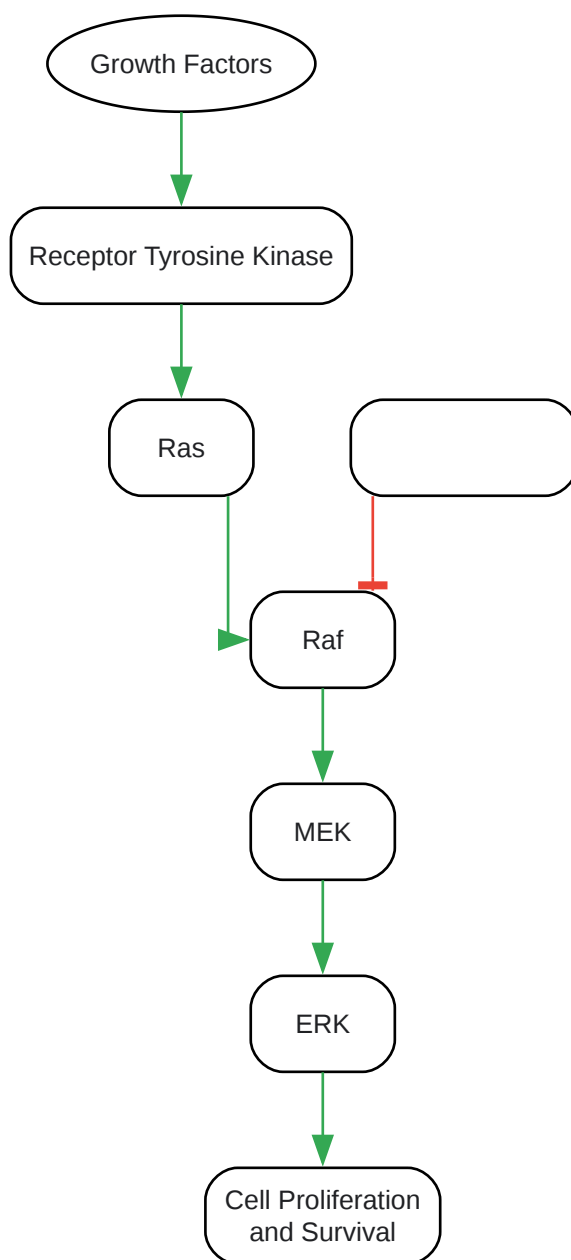 Growth Factors
Receptor Tyrosine Kinase
Ras
Raf
MEK
ERK
Cell Proliferation
and Survival